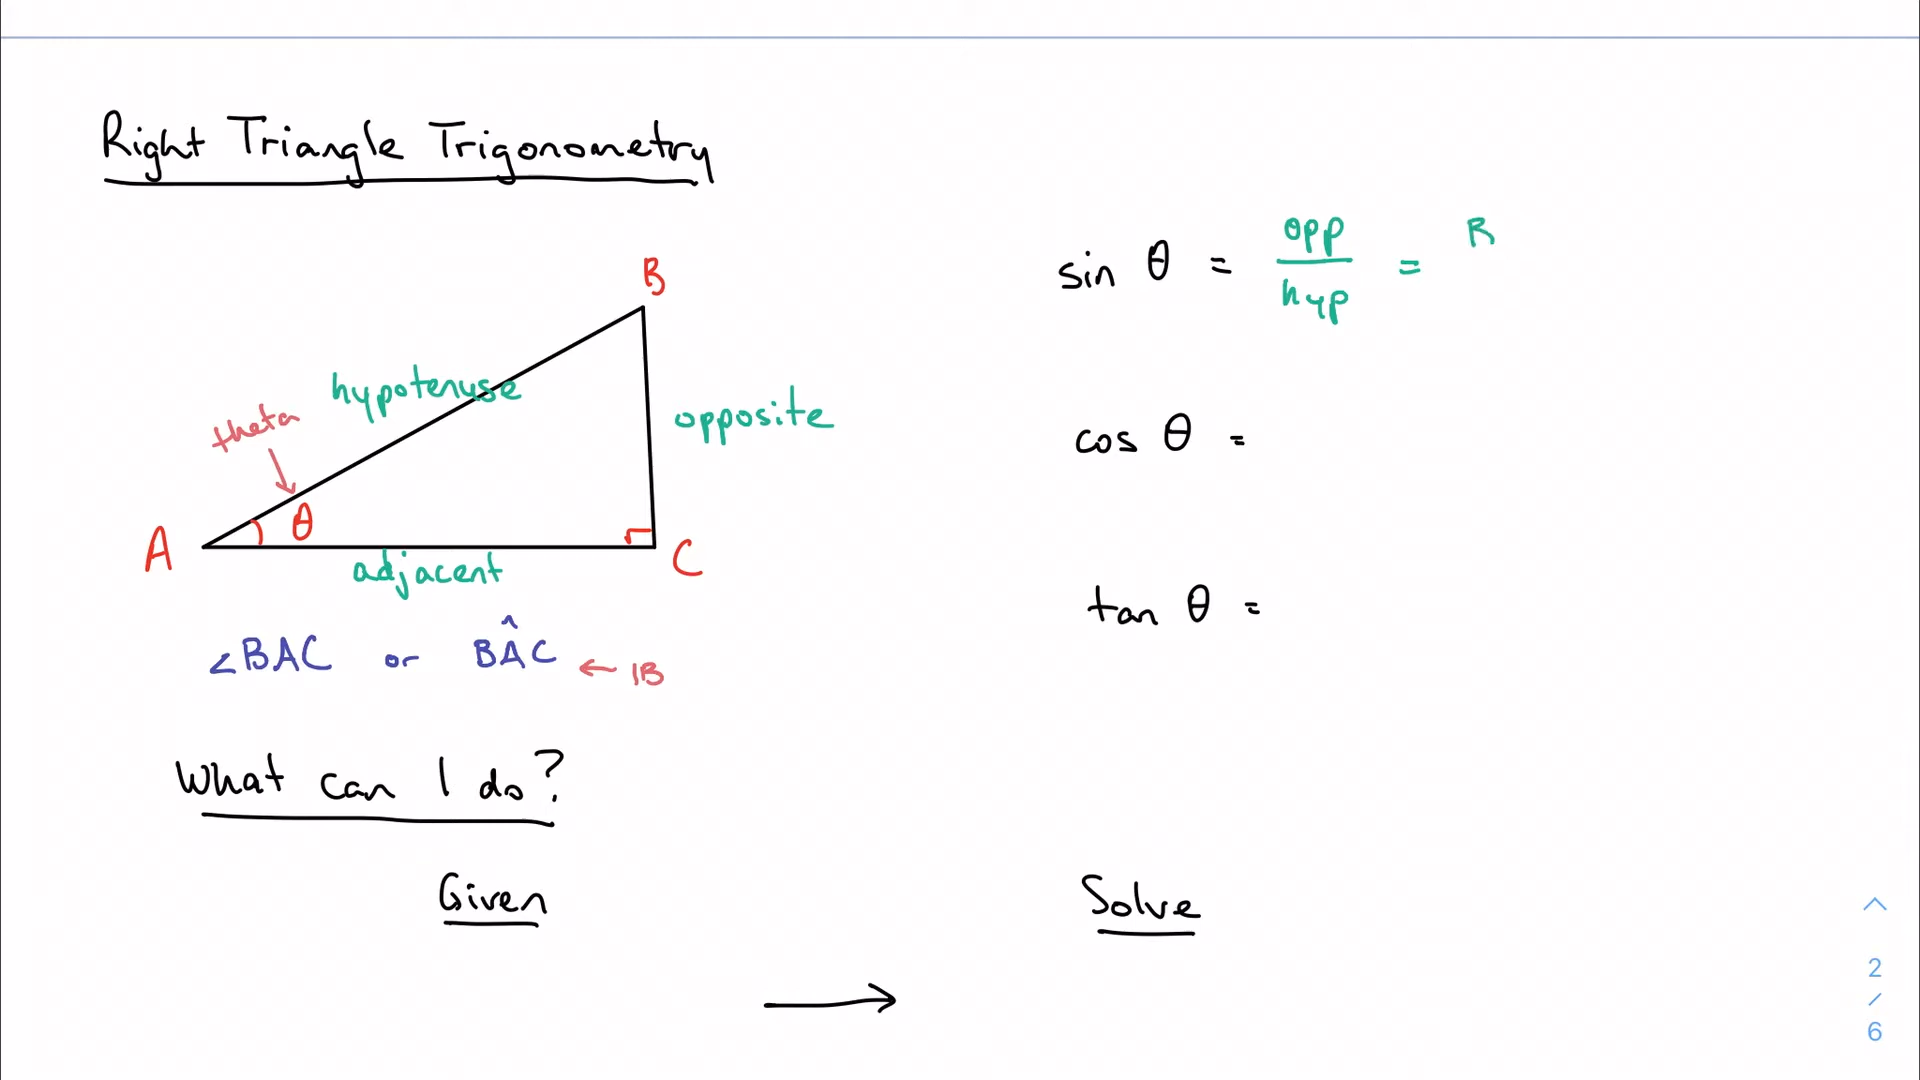 Right Triangle Trigonometry
sin θ = opp/hyp = B
B
hypotenuse
theta
opposite
cos θ =
θ
A
C
adjacent
tan θ =
∠BAC or BÂC ← IB
What can I do?
Given
Solve
2
/
6